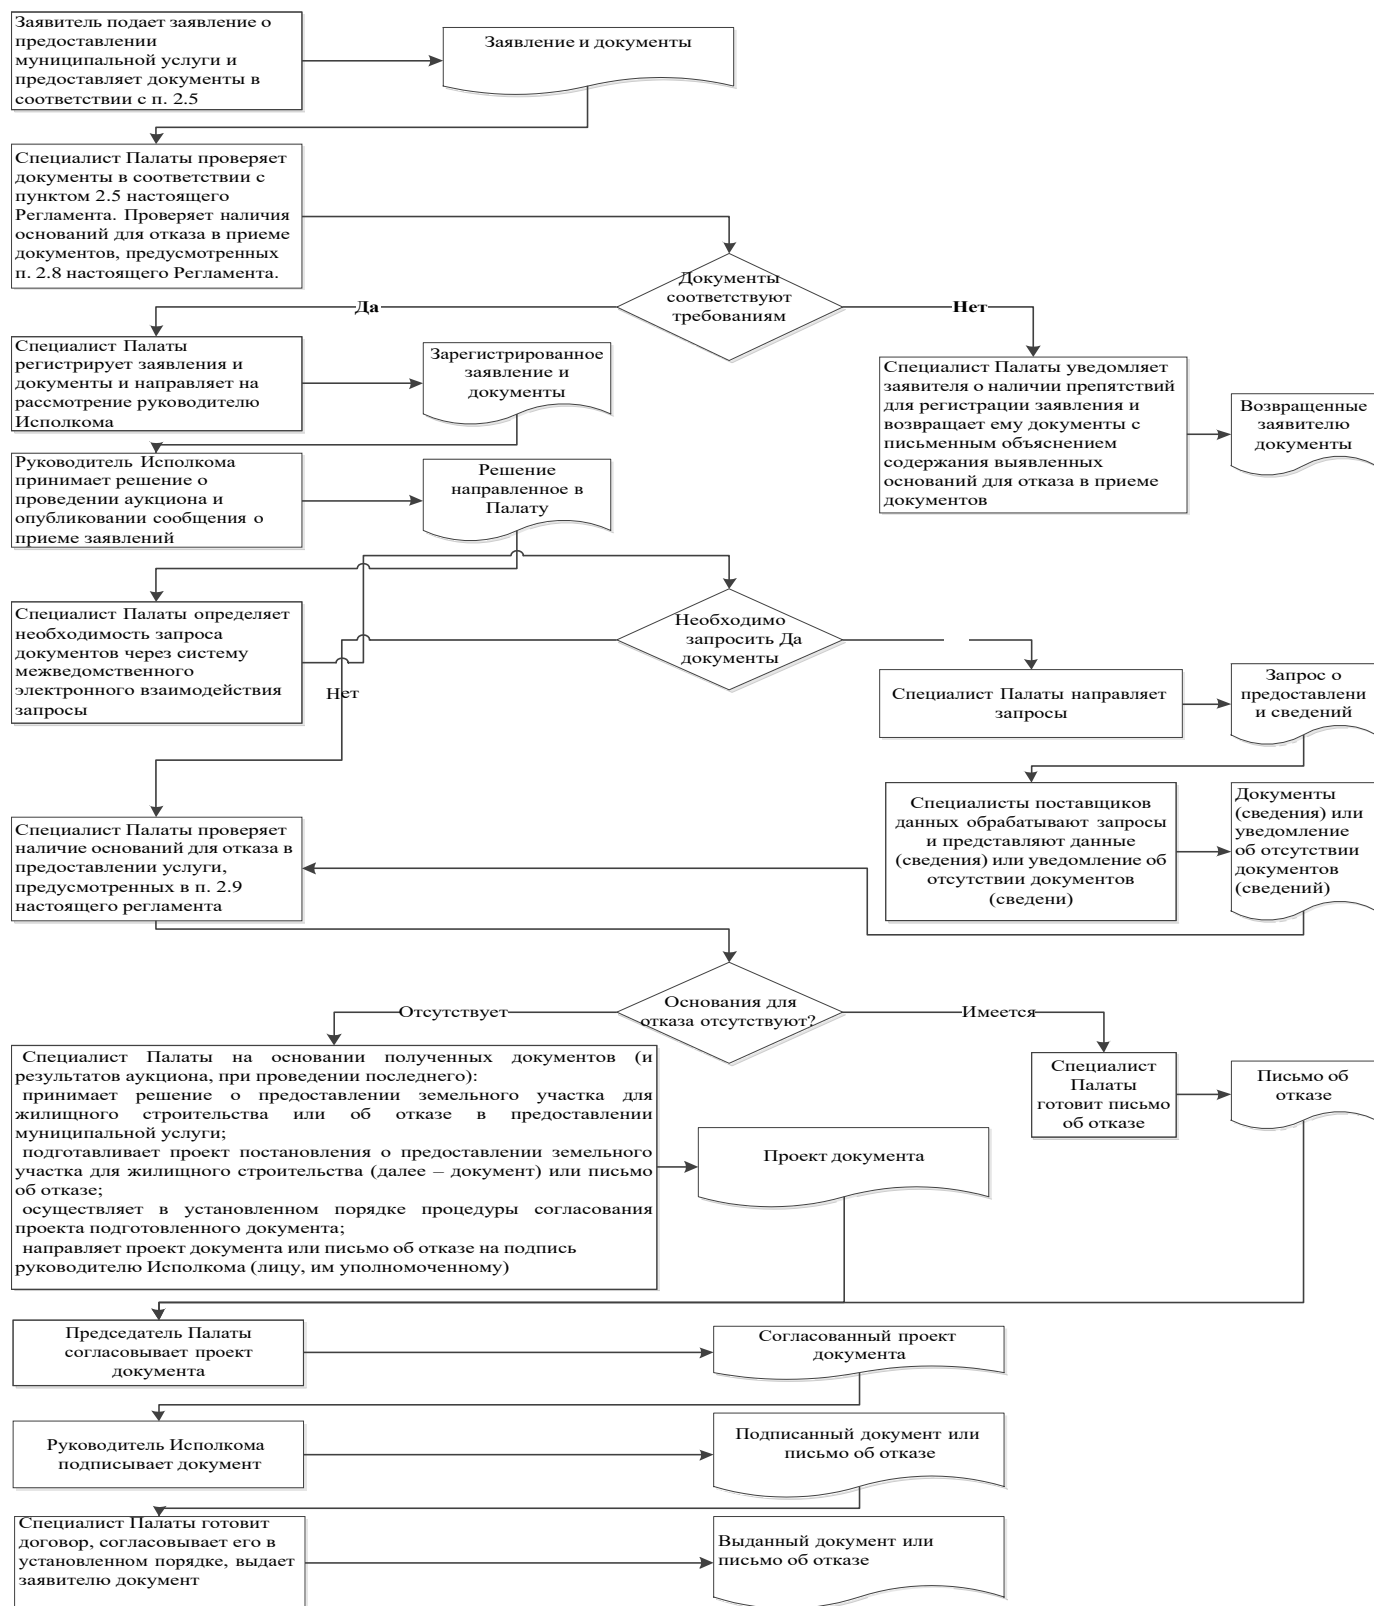 Заявитель подает заявление о
предоставлении
муниципальной услуги и
предоставляет документы в
соответствии с п. 2.5
Заявление и документы
Специалист Палаты проверяет
документы в соответствии с
пунктом 2.5 настоящего
Регламента. Проверяет наличия
оснований для отказа в приеме
документов, предусмотренных
п. 2.8 настоящего Регламента.
Документы
соответствуют
требованиям
Да
Нет
Специалист Палаты
регистрирует заявления и
документы и направляет на
рассмотрение руководителю
Исполкома
Зарегистрированное
заявление и
документы
Специалист Палаты уведомляет
заявителя о наличии препятствий
для регистрации заявления и
возвращает ему документы с
письменным объяснением
содержания выявленных
оснований для отказа в приеме
документов
Возвращенные
заявителю
документы
Руководитель Исполкома
принимает решение о
проведении аукциона и
опубликовании сообщения о
приеме заявлений
Решение
направленное в
Палату
Специалист Палаты определяет
необходимость запроса
документов через систему
межведомственного
электронного взаимодействия
запросы
Необходимо
запросить Да
документы
Нет
Специалист Палаты направляет
запросы
Запрос о
предоставлени
и сведений
Специалисты поставщиков
данных обрабатывают запросы
и представляют данные
(сведения) или уведомление об
отсутствии документов
(сведени)
Документы
(сведения) или
уведомление
об отсутствии
документов
(сведений)
Специалист Палаты проверяет
наличие оснований для отказа в
предоставлении услуги,
предусмотренных в п. 2.9
настоящего регламента
Основания для
отказа отсутствуют?
Отсутствует
Имеется
Специалист Палаты на основании полученных документов (и
результатов аукциона, при проведении последнего):
принимает решение о предоставлении земельного участка для
жилищного строительства или об отказе в предоставлении
муниципальной услуги;
подготавливает проект постановления о предоставлении земельного
участка для жилищного строительства (далее – документ) или письмо
об отказе;
осуществляет в установленном порядке процедуры согласования
проекта подготовленного документа;
направляет проект документа или письмо об отказе на подпись
руководителю Исполкома (лицу, им уполномоченному)
Проект документа
Специалист
Палаты
готовит письмо
об отказе
Письмо об
отказе
Председатель Палаты
согласовывает проект
документа
Согласованный проект
документа
Руководитель Исполкома
подписывает документ
Подписанный документ или
письмо об отказе
Специалист Палаты готовит
договор, согласовывает его в
установленном порядке, выдает
заявителю документ
Выданный документ или
письмо об отказе